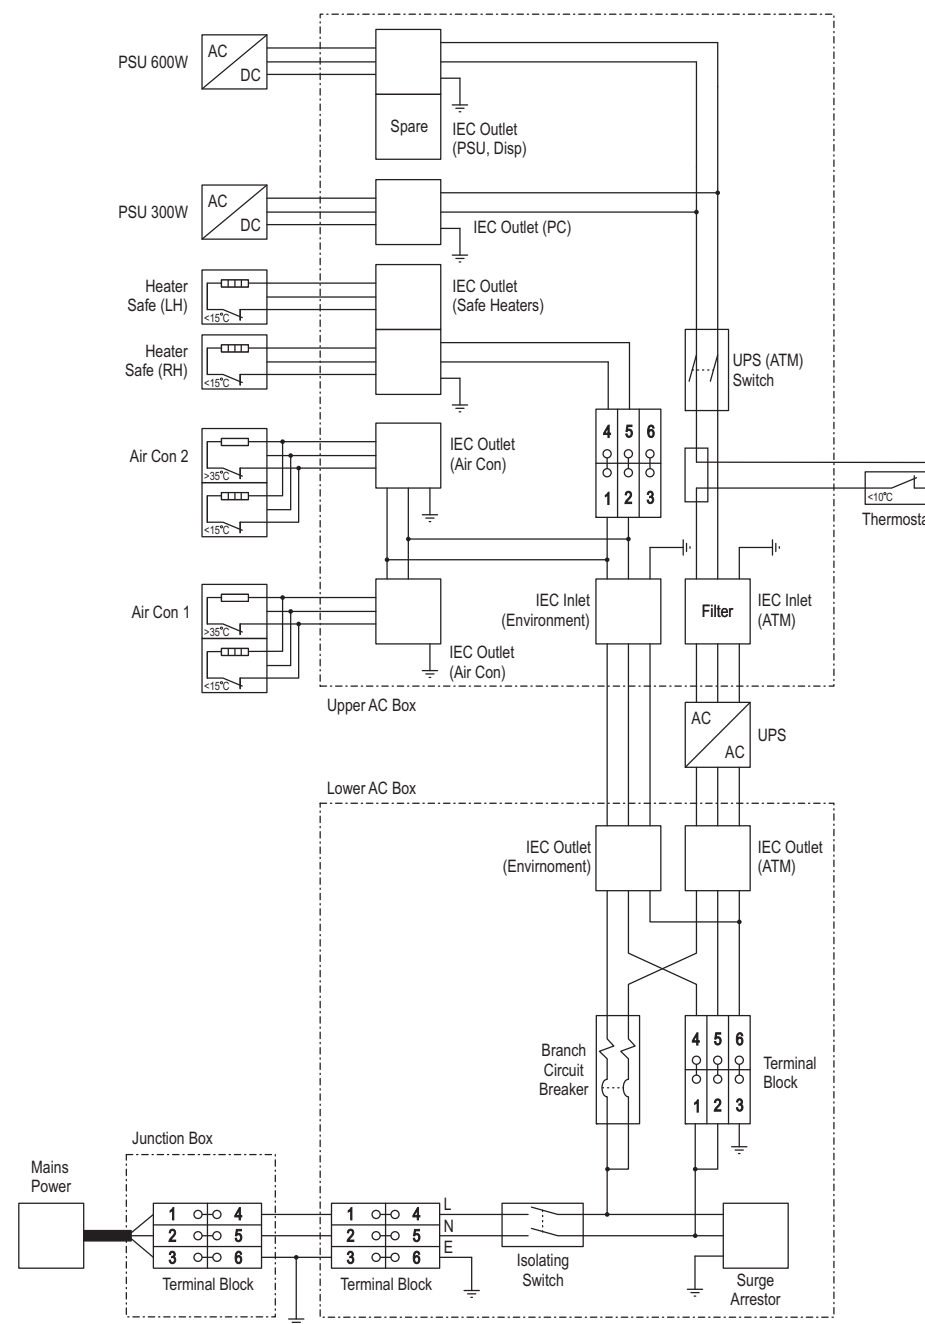 AC
DC
PSU 600W
Spare
IEC Outlet
(PSU, Disp)
AC
DC
PSU 300W
IEC Outlet (PC)
Heater
Safe (LH)
<15°C
IEC Outlet
(Safe Heaters)
Heater
Safe (RH)
<15°C
UPS (ATM)
Switch
4 5 6
1 2 3
Air Con 2
>35°C
<15°C
IEC Outlet
(Air Con)
<10°C
Thermosta
Air Con 1
>35°C
<15°C
IEC Outlet
(Air Con)
IEC Inlet
(Environment)
Filter
IEC Inlet
(ATM)
Upper AC Box
AC
AC
UPS
Lower AC Box
IEC Outlet
(Envirnoment)
IEC Outlet
(ATM)
Branch
Circuit
Breaker
4 5 6
1 2 3
Terminal
Block
Junction Box
Mains
Power
1 4
2 5
3 6
Terminal Block
1 4
2 5
3 6
Terminal Block
L
N
E
Isolating
Switch
Surge
Arrestor